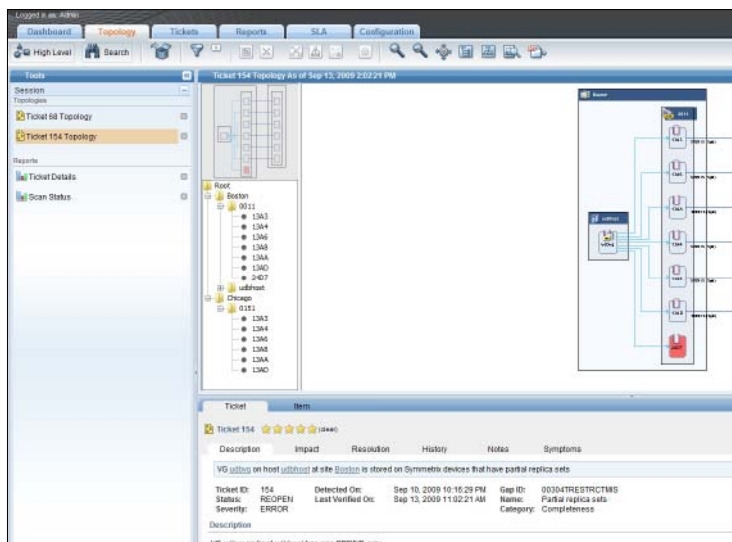 Logged in as: Admin
Dashboard Topology Tickets Reports SLA Configuration
High Level Search
Tools
Ticket 154 Topology As of Sep 13, 2009 2:02:21 PM
Session
Topologies
Ticket 68 Topology
Ticket 154 Topology
Reports
Ticket Details
Scan Status
Root
Boston
0011
13A3
13A4
13A6
13A8
13AA
13AD
24D7
udbhost
Chicago
0151
13A3
13A4
13A6
13A8
13AA
13AD
Boston
0011
udbhost
udbvg
Ticket Item
Ticket 154 (clear)
Description Impact Resolution History Notes Symptoms
VG udbvg on host udbhost at site Boston is stored on Symmetrix devices that have partial replica sets
Ticket ID: 154 Detected On: Sep 10, 2009 10:16:29 PM Gap ID: 00304TRESTRCTMIS
Status: REOPEN Last Verified On: Sep 13, 2009 11:02:21 AM Name: Partial replica sets
Severity: ERROR Category: Completeness
Description